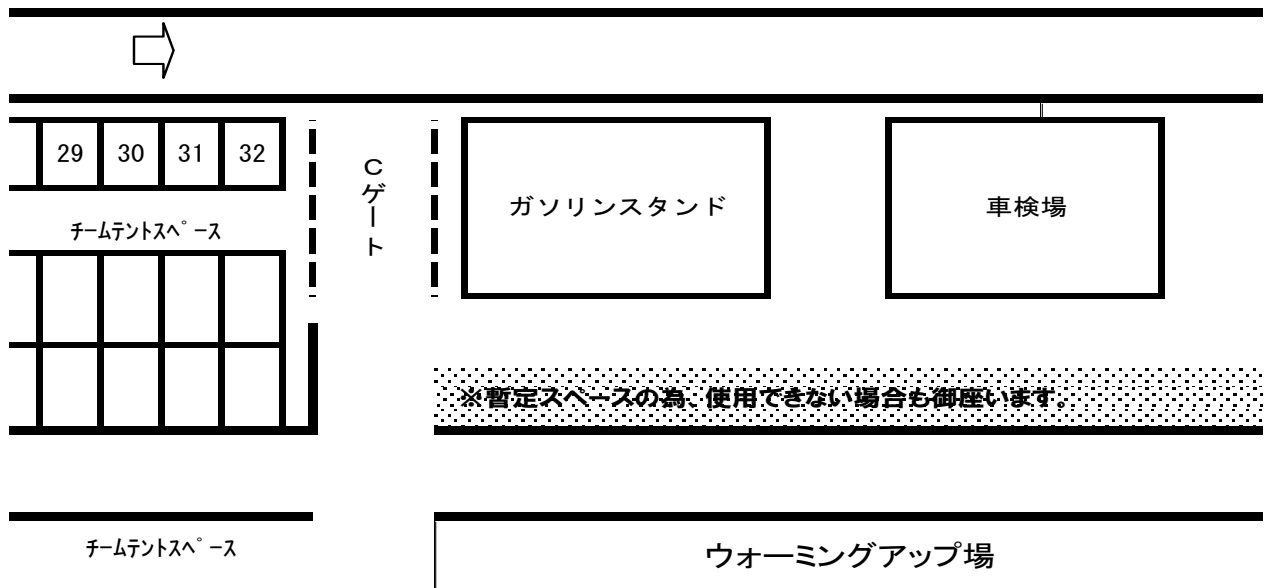 29 30 31 32
Cゲート
ガソリンスタンド
車検場
チームテントスペース
※暫定スペースの為、使用できない場合も御座います。
チームテントスペース
ウォーミングアップ場